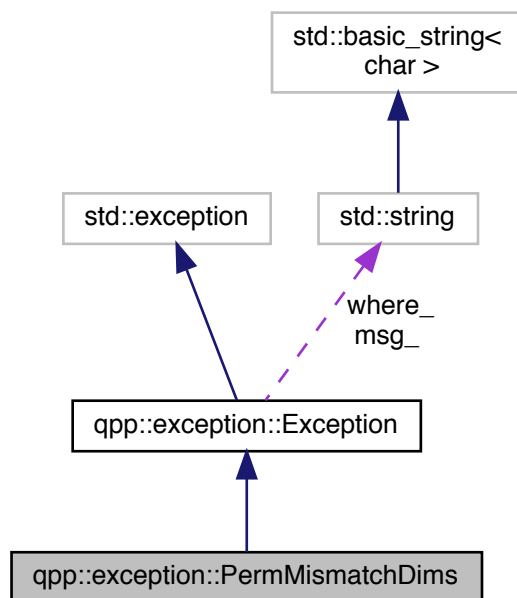 std::basic_string<
char >
std::exception
std::string
where_
msg_
qpp::exception::Exception
qpp::exception::PermMismatchDims